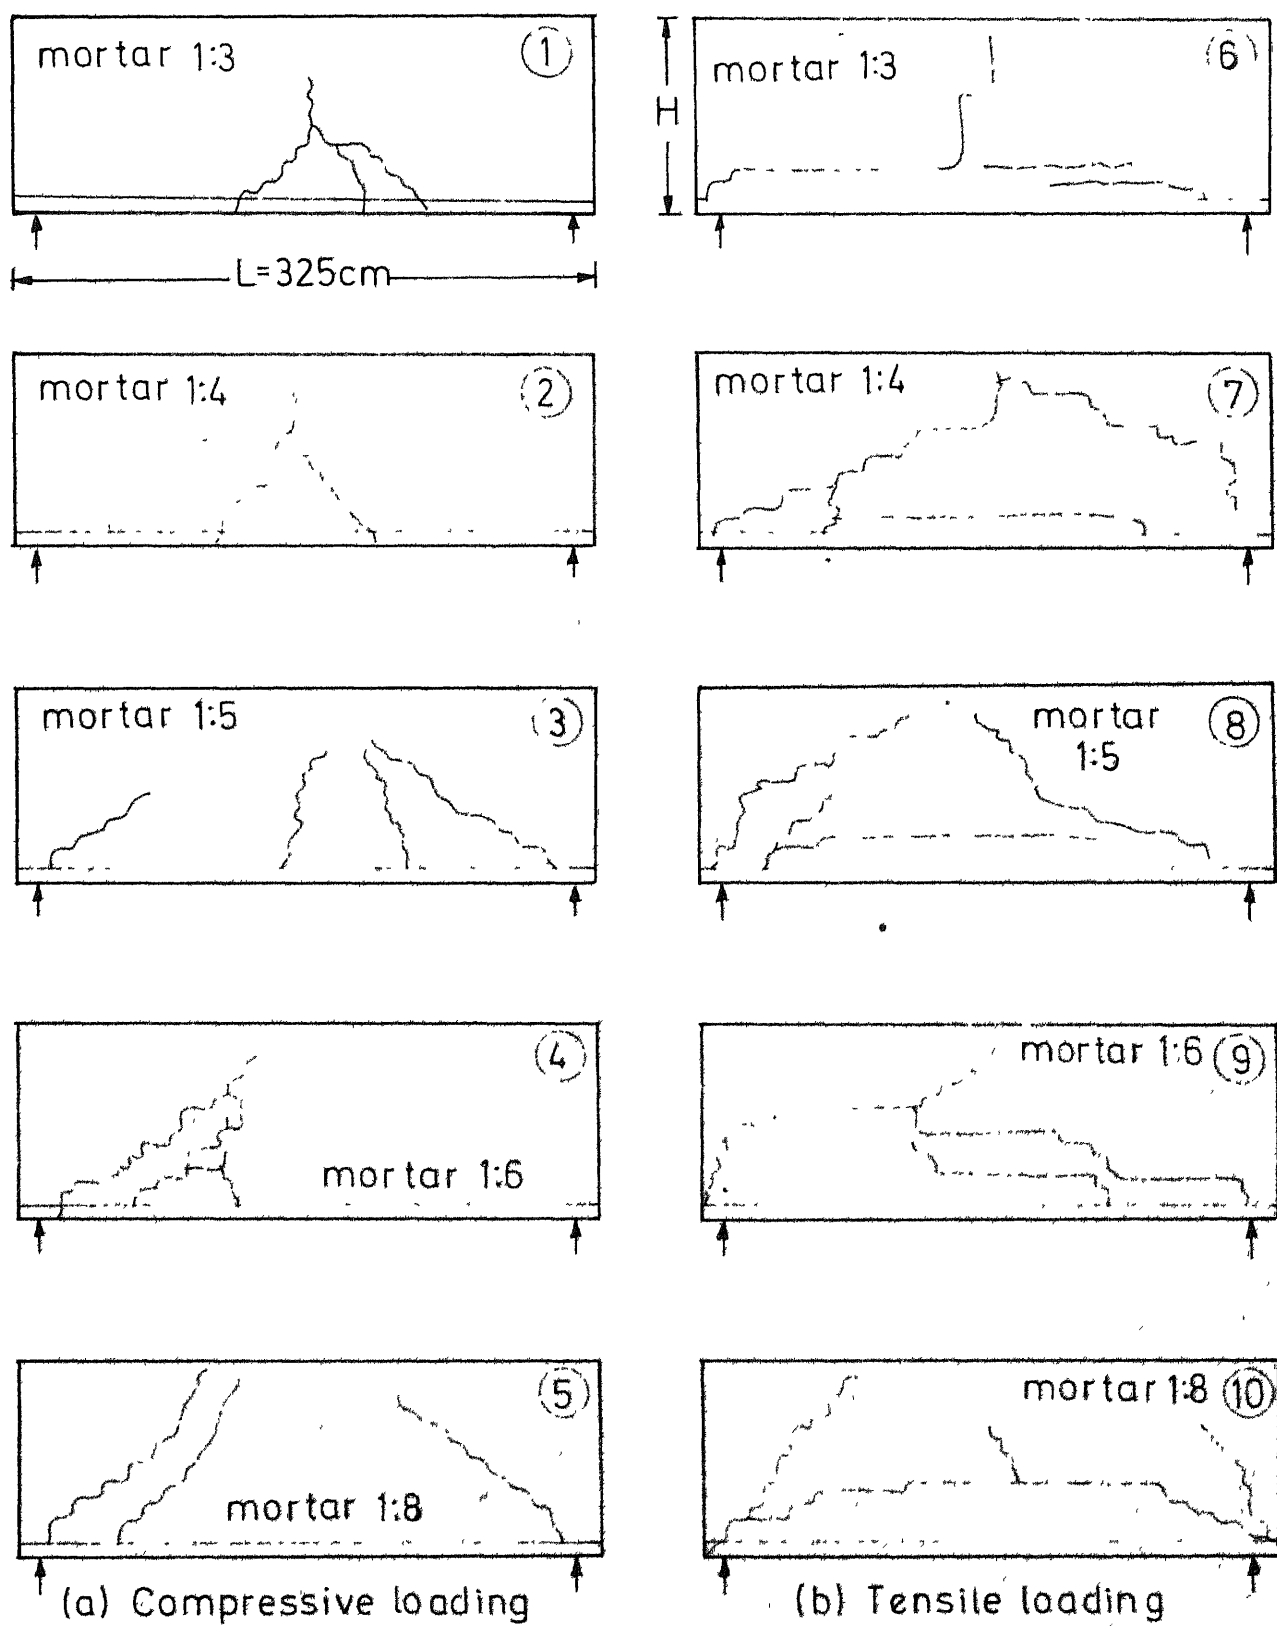 mortar 1:3 1
mortar 1:3 6
H
L=325cm
mortar 1:4 2
mortar 1:4 7
mortar 1:5 3
mortar 8
1:5
4
mortar 1:6
mortar 1:6 9
5
mortar 1:8
mortar 1:8 10
(a) Compressive loading
(b) Tensile loading